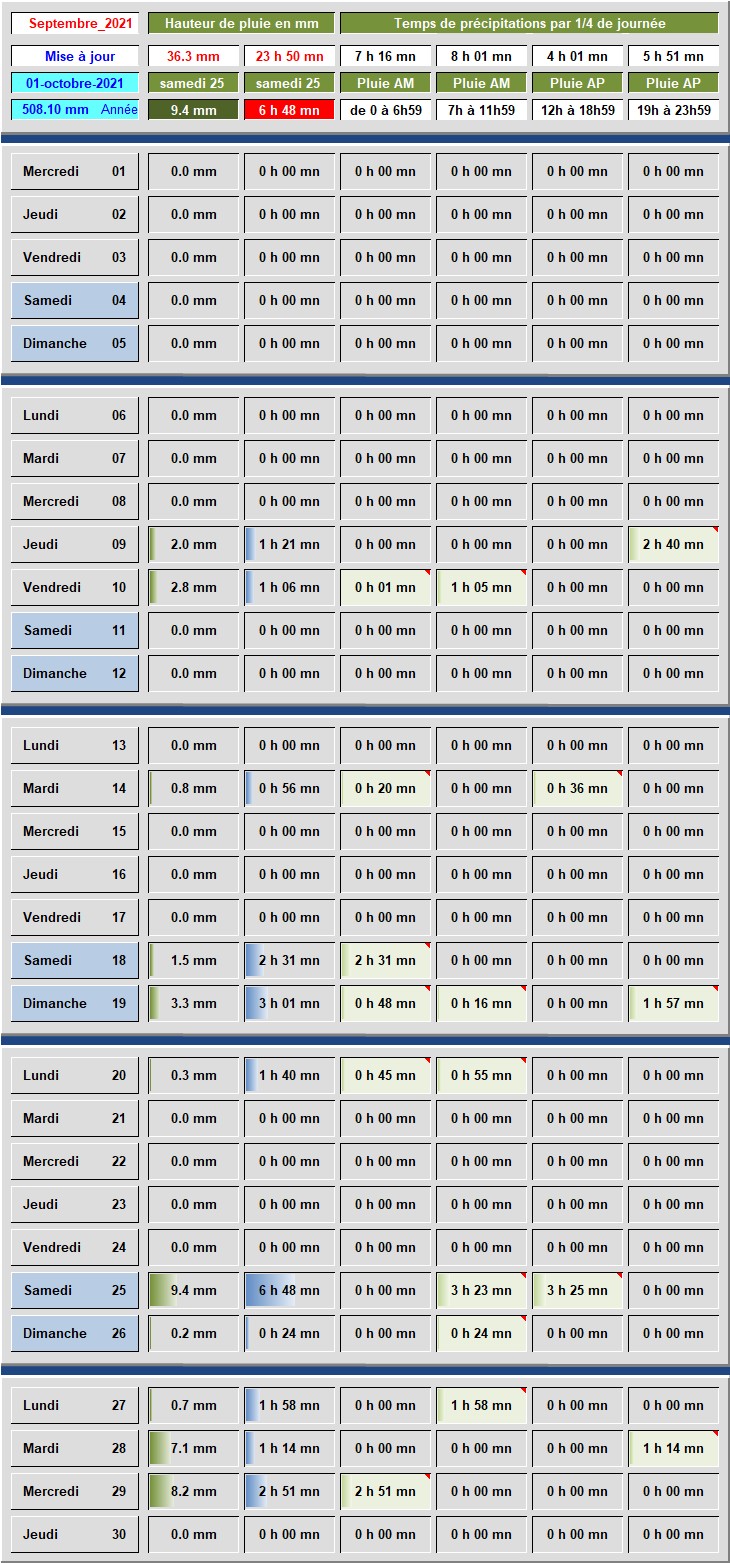 Septembre_2021 Hauteur de pluie en mm Temps de précipitations par 1/4 de journée
Mise à jour 36.3 mm 23 h 50 mn 7 h 16 mn 8 h 01 mn 4 h 01 mn 5 h 51 mn
01-octobre-2021 samedi 25 samedi 25 Pluie AM Pluie AM Pluie AP Pluie AP
508.10 mm Année 9.4 mm 6 h 48 mn de 0 à 6h59 7h à 11h59 12h à 18h59 19h à 23h59
Mercredi 01 0.0 mm 0 h 00 mn 0 h 00 mn 0 h 00 mn 0 h 00 mn 0 h 00 mn
Jeudi 02 0.0 mm 0 h 00 mn 0 h 00 mn 0 h 00 mn 0 h 00 mn 0 h 00 mn
Vendredi 03 0.0 mm 0 h 00 mn 0 h 00 mn 0 h 00 mn 0 h 00 mn 0 h 00 mn
Samedi 04 0.0 mm 0 h 00 mn 0 h 00 mn 0 h 00 mn 0 h 00 mn 0 h 00 mn
Dimanche 05 0.0 mm 0 h 00 mn 0 h 00 mn 0 h 00 mn 0 h 00 mn 0 h 00 mn
Lundi 06 0.0 mm 0 h 00 mn 0 h 00 mn 0 h 00 mn 0 h 00 mn 0 h 00 mn
Mardi 07 0.0 mm 0 h 00 mn 0 h 00 mn 0 h 00 mn 0 h 00 mn 0 h 00 mn
Mercredi 08 0.0 mm 0 h 00 mn 0 h 00 mn 0 h 00 mn 0 h 00 mn 0 h 00 mn
Jeudi 09 2.0 mm 1 h 21 mn 0 h 00 mn 0 h 00 mn 0 h 00 mn 2 h 40 mn
Vendredi 10 2.8 mm 1 h 06 mn 0 h 01 mn 1 h 05 mn 0 h 00 mn 0 h 00 mn
Samedi 11 0.0 mm 0 h 00 mn 0 h 00 mn 0 h 00 mn 0 h 00 mn 0 h 00 mn
Dimanche 12 0.0 mm 0 h 00 mn 0 h 00 mn 0 h 00 mn 0 h 00 mn 0 h 00 mn
Lundi 13 0.0 mm 0 h 00 mn 0 h 00 mn 0 h 00 mn 0 h 00 mn 0 h 00 mn
Mardi 14 0.8 mm 0 h 56 mn 0 h 20 mn 0 h 00 mn 0 h 36 mn 0 h 00 mn
Mercredi 15 0.0 mm 0 h 00 mn 0 h 00 mn 0 h 00 mn 0 h 00 mn 0 h 00 mn
Jeudi 16 0.0 mm 0 h 00 mn 0 h 00 mn 0 h 00 mn 0 h 00 mn 0 h 00 mn
Vendredi 17 0.0 mm 0 h 00 mn 0 h 00 mn 0 h 00 mn 0 h 00 mn 0 h 00 mn
Samedi 18 1.5 mm 2 h 31 mn 2 h 31 mn 0 h 00 mn 0 h 00 mn 0 h 00 mn
Dimanche 19 3.3 mm 3 h 01 mn 0 h 48 mn 0 h 16 mn 0 h 00 mn 1 h 57 mn
Lundi 20 0.3 mm 1 h 40 mn 0 h 45 mn 0 h 55 mn 0 h 00 mn 0 h 00 mn
Mardi 21 0.0 mm 0 h 00 mn 0 h 00 mn 0 h 00 mn 0 h 00 mn 0 h 00 mn
Mercredi 22 0.0 mm 0 h 00 mn 0 h 00 mn 0 h 00 mn 0 h 00 mn 0 h 00 mn
Jeudi 23 0.0 mm 0 h 00 mn 0 h 00 mn 0 h 00 mn 0 h 00 mn 0 h 00 mn
Vendredi 24 0.0 mm 0 h 00 mn 0 h 00 mn 0 h 00 mn 0 h 00 mn 0 h 00 mn
Samedi 25 9.4 mm 6 h 48 mn 0 h 00 mn 3 h 23 mn 3 h 25 mn 0 h 00 mn
Dimanche 26 0.2 mm 0 h 24 mn 0 h 00 mn 0 h 24 mn 0 h 00 mn 0 h 00 mn
Lundi 27 0.7 mm 1 h 58 mn 0 h 00 mn 1 h 58 mn 0 h 00 mn 0 h 00 mn
Mardi 28 7.1 mm 1 h 14 mn 0 h 00 mn 0 h 00 mn 0 h 00 mn 1 h 14 mn
Mercredi 29 8.2 mm 2 h 51 mn 2 h 51 mn 0 h 00 mn 0 h 00 mn 0 h 00 mn
Jeudi 30 0.0 mm 0 h 00 mn 0 h 00 mn 0 h 00 mn 0 h 00 mn 0 h 00 mn